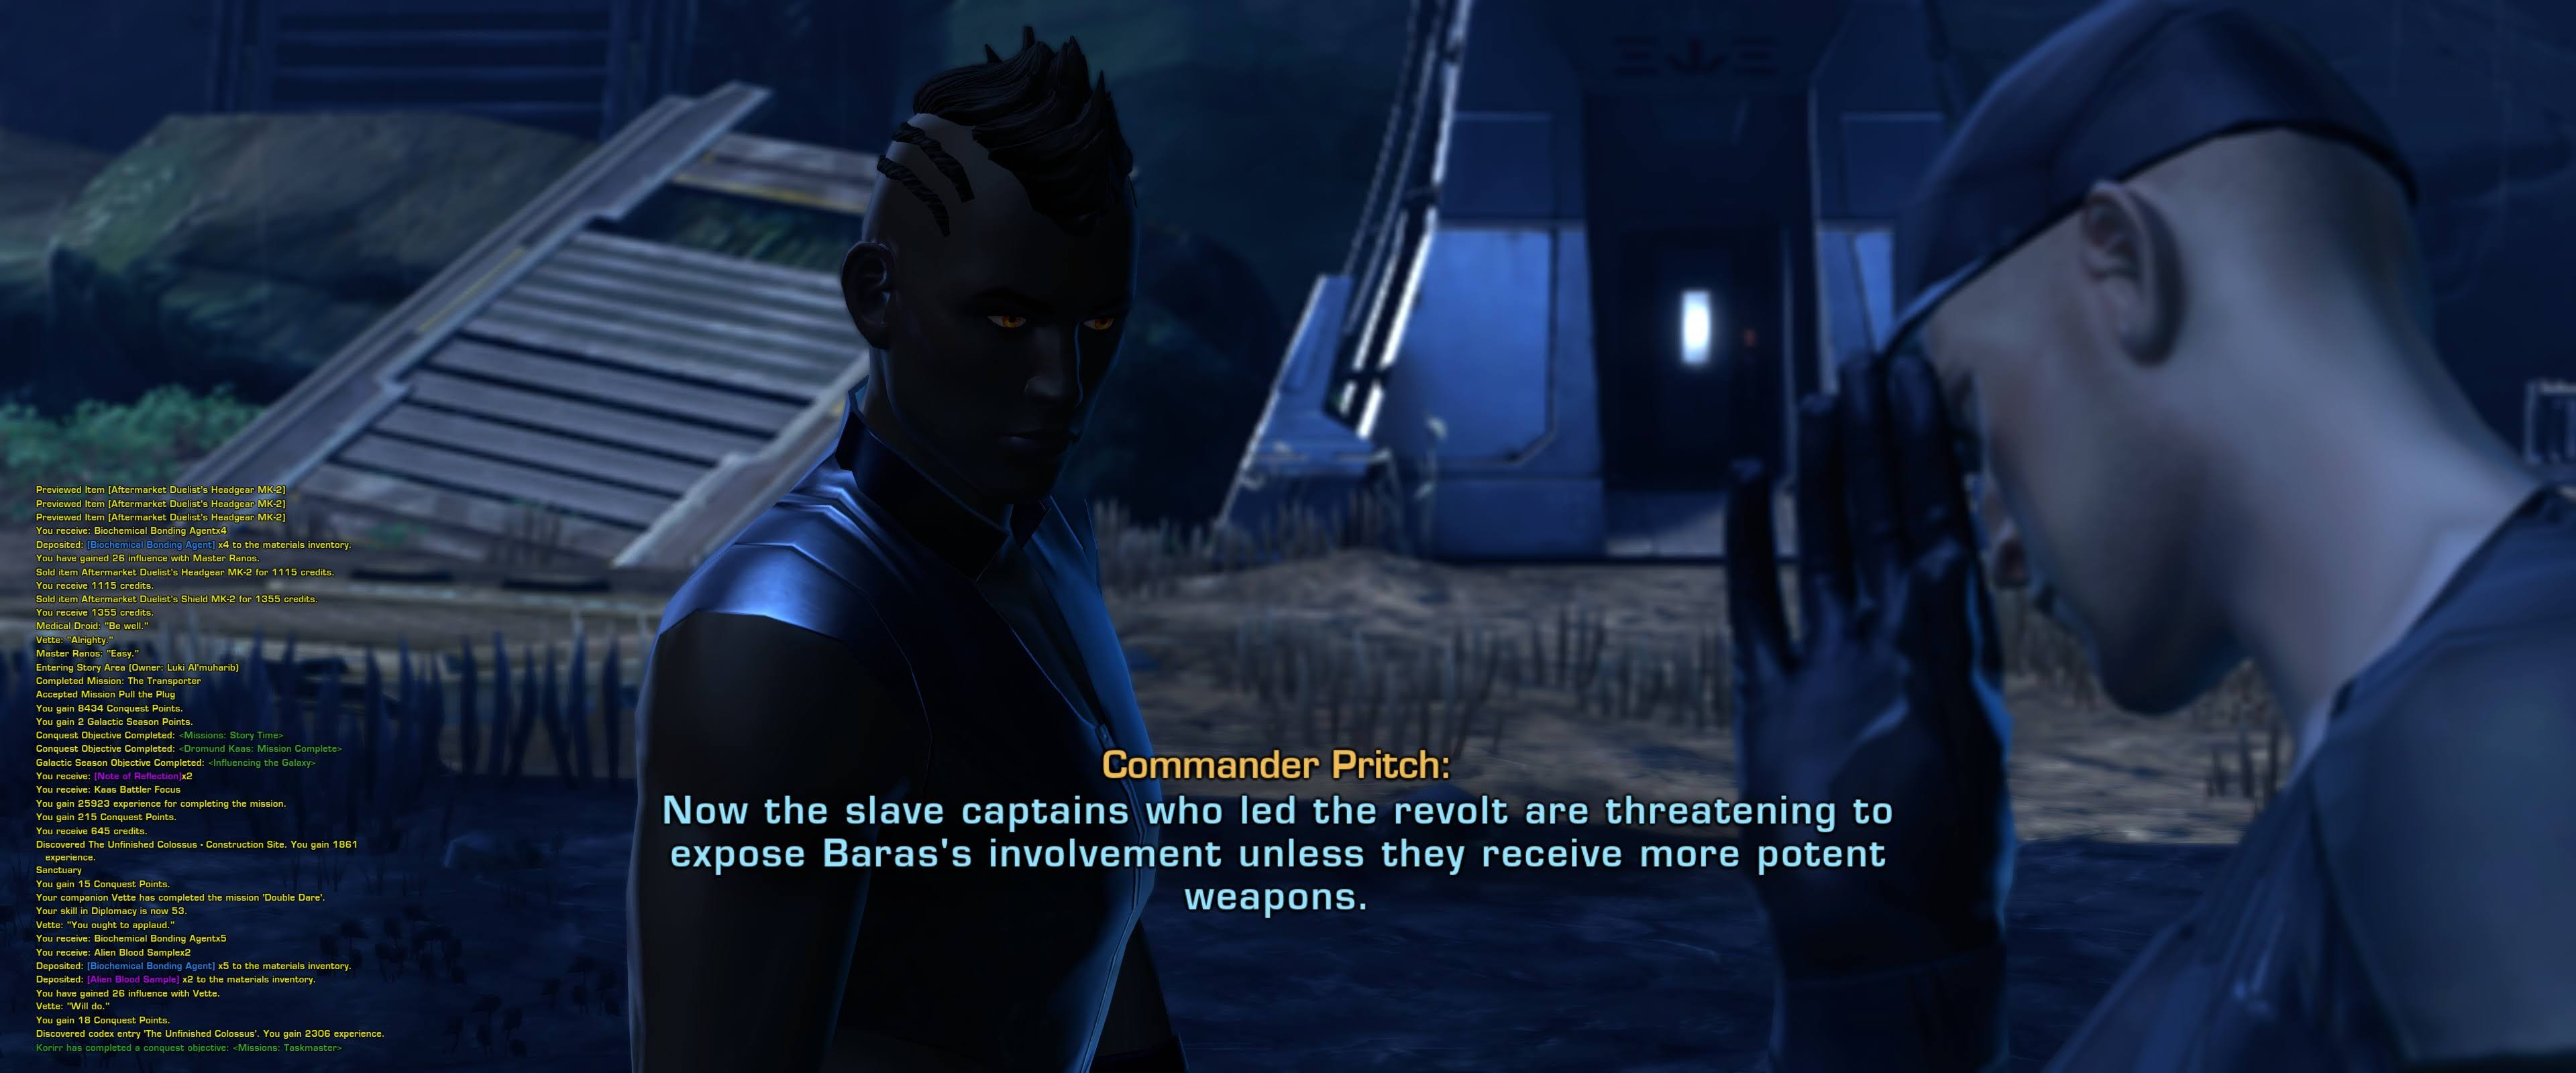 Previewed Item [Aftermarket Duelist's Headgear MK-2]
Previewed Item [Aftermarket Duelist's Headgear MK-2]
Previewed Item [Aftermarket Duelist's Headgear MK-2]
You receive: Biochemical Bonding Agentx4
Deposited: [Biochemical Bonding Agent] x4 to the materials inventory.
You have gained 26 influence with Master Ranos.
Sold item Aftermarket Duelist's Headgear MK-2 for 1115 credits.
You receive 1115 credits.
Sold item Aftermarket Duelist's Shield MK-2 for 1355 credits.
You receive 1355 credits.
Medical Droid: "Be well."
Vette: "Alrighty."
Master Ranos: "Easy."
Entering Story Area (Owner: Luki Al'muharib)
Completed Mission: The Transporter
Accepted Mission Pull the Plug
You gain 8434 Conquest Points.
You gain 2 Galactic Season Points.
Conquest Objective Completed: <Missions: Story Time>
Conquest Objective Completed: <Dromund Kaas: Mission Complete>
Galactic Season Objective Completed: <Influencing the Galaxy>
You receive: [Note of Reflection]x2
You receive: Kaas Battler Focus
You gain 25923 experience for completing the mission.
You gain 215 Conquest Points.
You receive 645 credits.
Discovered The Unfinished Colossus - Construction Site. You gain 1861
experience.
Sanctuary
You gain 15 Conquest Points.
Your companion Vette has completed the mission 'Double Dare'.
Your skill in Diplomacy is now 53.
Vette: "You ought to applaud."
You receive: Biochemical Bonding Agentx5
You receive: Alien Blood Samplex2
Deposited: [Biochemical Bonding Agent] x5 to the materials inventory.
Deposited: [Alien Blood Sample] x2 to the materials inventory.
You have gained 26 influence with Vette.
Vette: "Will do."
You gain 18 Conquest Points.
Discovered codex entry 'The Unfinished Colossus'. You gain 2306 experience.
Korirr has completed a conquest objective: <Missions: Taskmaster>
Commander Pritch:
Now the slave captains who led the revolt are threatening to
expose Baras's involvement unless they receive more potent
weapons.